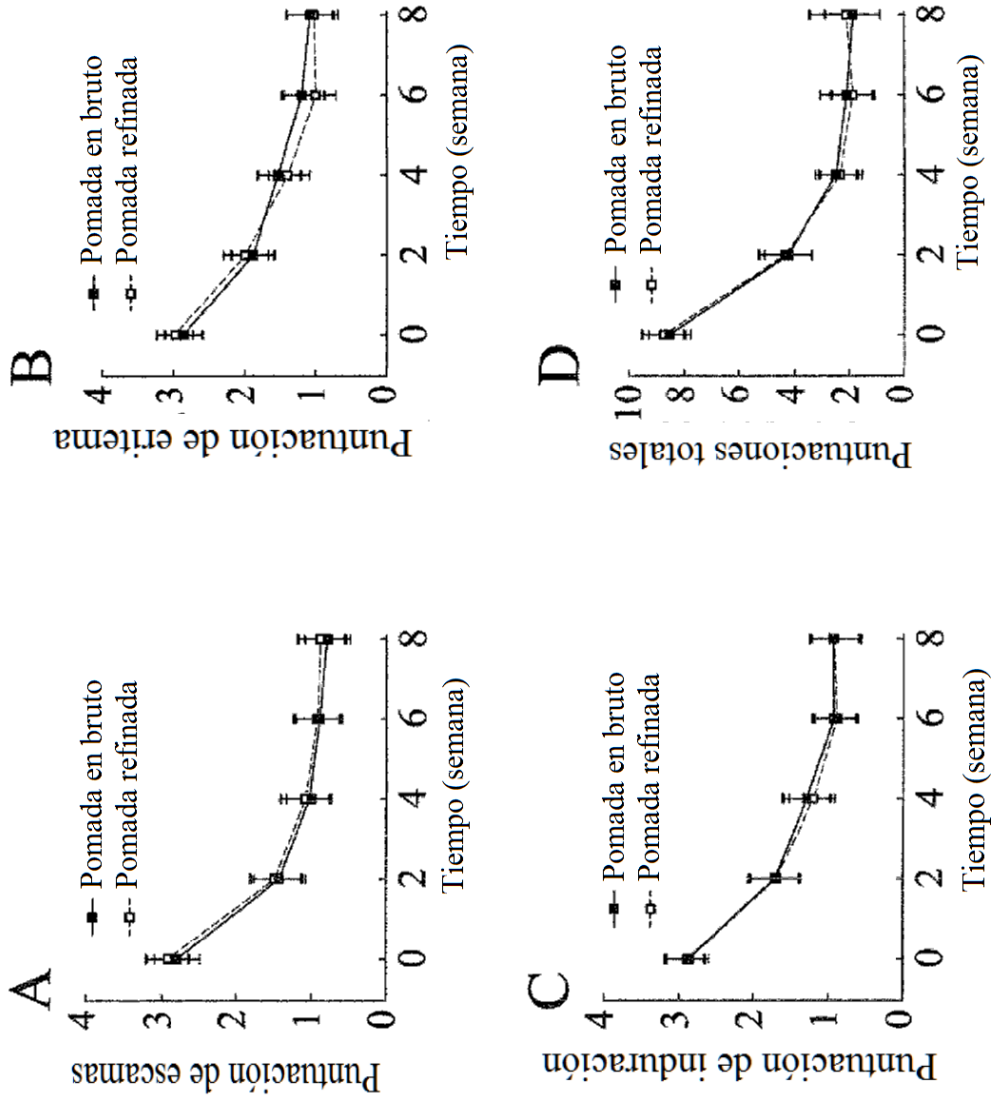 A
Puntuación de escamas
4
3
2
1
0
Pomada en bruto
Pomada refinada
0 2 4 6 8
Tiempo (semana)
B
Puntuación de eritema
4
3
2
1
0
Pomada en bruto
Pomada refinada
0 2 4 6 8
Tiempo (semana)
C
Puntuación de induración
4
3
2
1
0
Pomada en bruto
Pomada refinada
0 2 4 6 8
Tiempo (semana)
D
Puntuaciones totales
10
8
6
4
2
0
Pomada en bruto
Pomada refinada
0 2 4 6 8
Tiempo (semana)